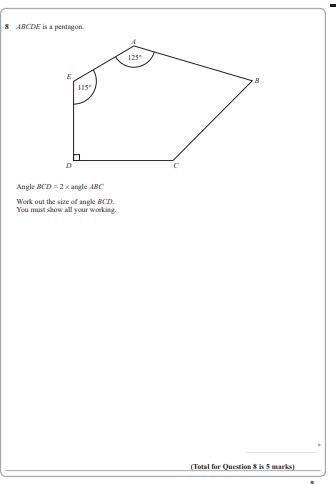 8 ABCDE is a pentagon.
A
125°
E
B
115°
D
C
Angle BCD = 2 × angle ABC
Work out the size of angle BCD.
You must show all your working.
°
(Total for Question 8 is 5 marks)